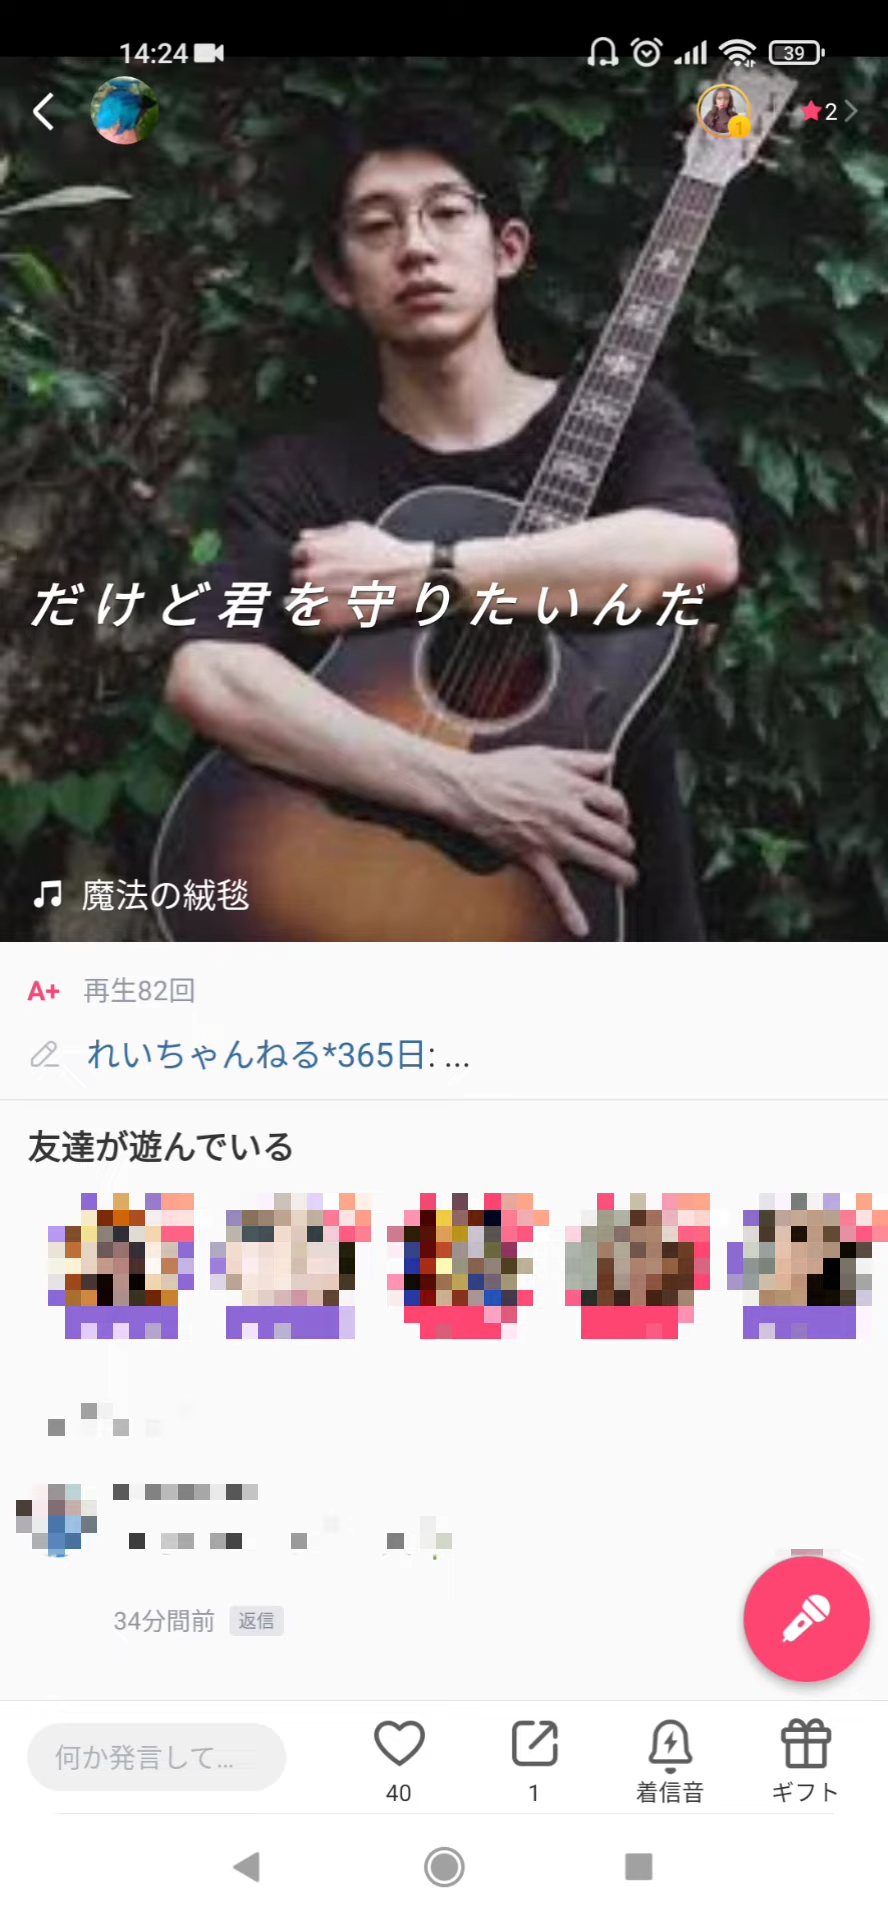 14:24
39
1
2
だけど君を守りたいんだ
魔法の絨毯
A+ 再生82回
れいちゃんねる*365日: ...
友達が遊んでいる
34分間前 返信
何か発言して...
40
1
着信音
ギフト